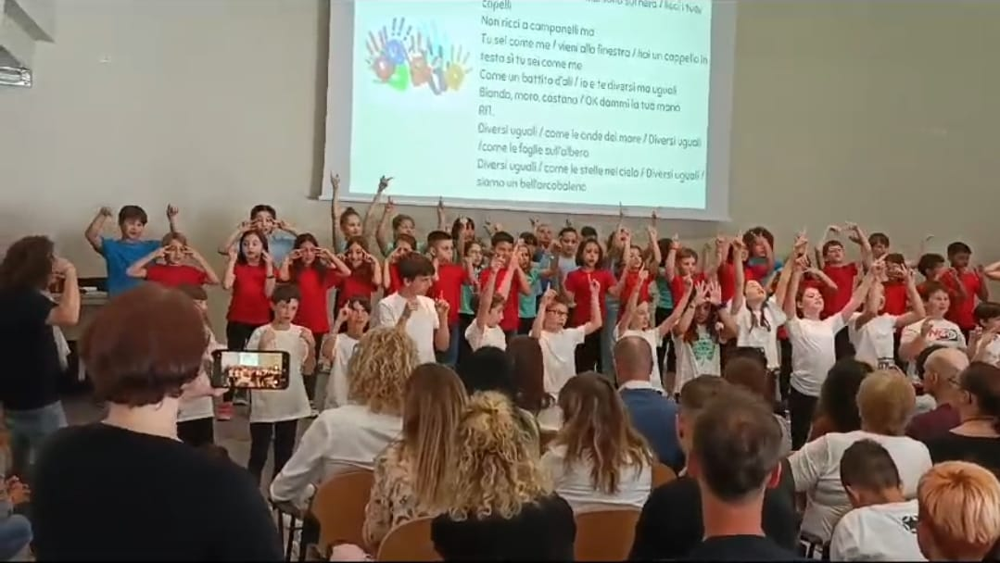 capelli
Non ricci a campanelli ma
Tu sei come me / vieni alla finestra / hai un cappello in
testa sì tu sei come me
Come un battito d'ali / io e te diversi ma uguali
Biondo, moro, castano / OK dammi la tua mano
RIT.
Diversi uguali / come le onde del mare / Diversi uguali
/come le foglie sull'albero
Diversi uguali / come le stelle nel cielo / Diversi uguali /
siamo un bell'arcobaleno